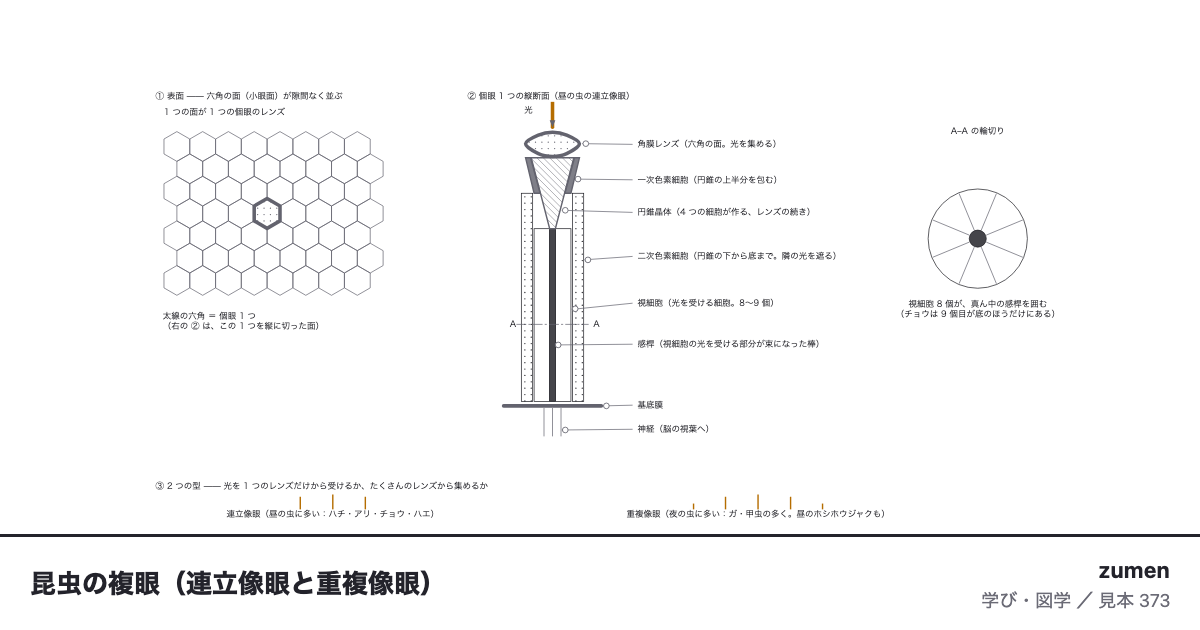 ① 表面 —— 六角の面（小眼面）が隙間なく並ぶ
1 つの面が 1 つの個眼のレンズ
太線の六角 ＝ 個眼 1 つ
（右の ② は、この 1 つを縦に切った面）
② 個眼 1 つの縦断面（昼の虫の連立像眼）
光
角膜レンズ（六角の面。光を集める）
一次色素細胞（円錐の上半分を包む）
円錐晶体（4 つの細胞が作る、レンズの続き）
二次色素細胞（円錐の下から底まで。隣の光を遮る）
視細胞（光を受ける細胞。8〜9 個）
A
A
感桿（視細胞の光を受ける部分が束になった棒）
基底膜
神経（脳の視葉へ）
A–A の輪切り
視細胞 8 個が、真ん中の感桿を囲む
（チョウは 9 個目が底のほうだけにある）
③ 2 つの型 —— 光を 1 つのレンズだけから受けるか、たくさんのレンズから集めるか
連立像眼（昼の虫に多い：ハチ・アリ・チョウ・ハエ）
重複像眼（夜の虫に多い：ガ・甲虫の多く。昼のホシホウジャクも）
昆虫の複眼（連立像眼と重複像眼）
zumen
学び・図学 ／ 見本 373